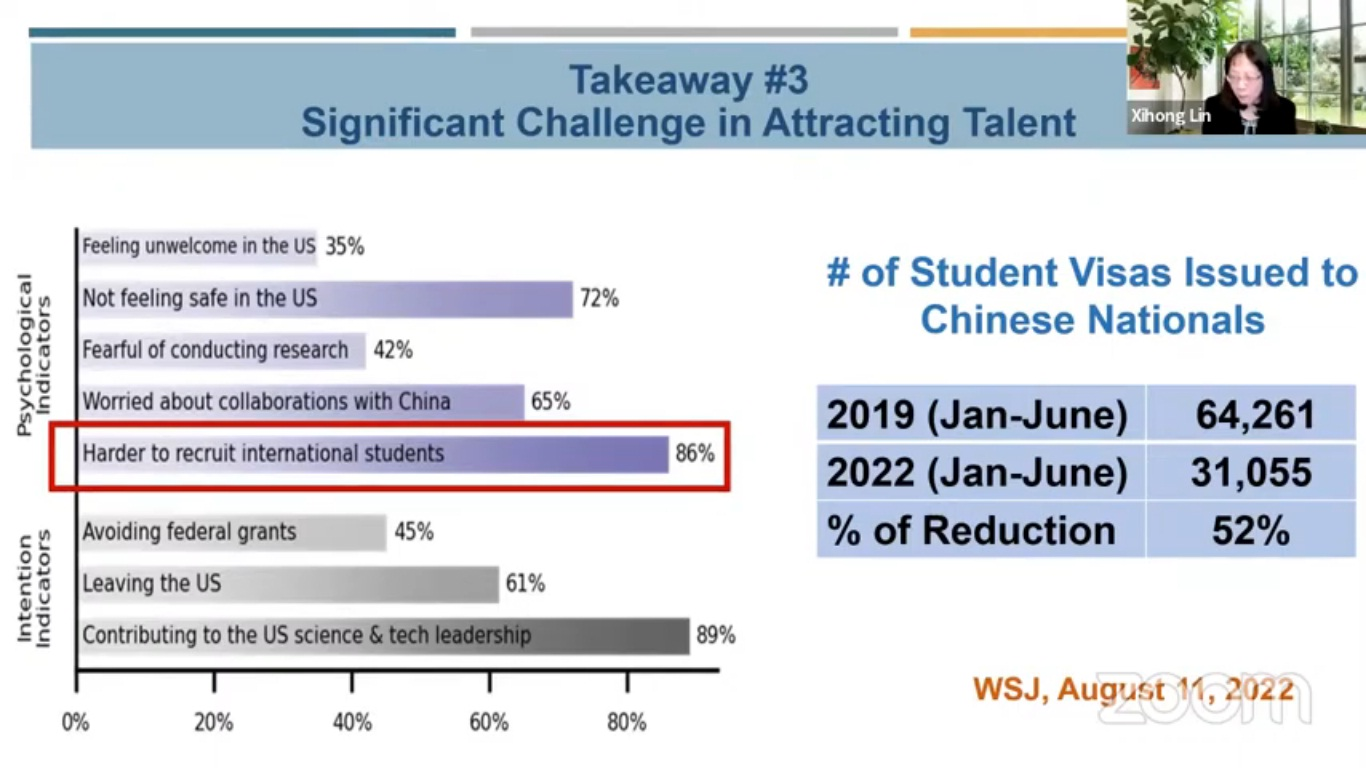 Takeaway #3
Significant Challenge in Attracting Talent
Xihong Lin
Psychological
Indicators
Feeling unwelcome in the US 35%
Not feeling safe in the US 72%
Fearful of conducting research 42%
Worried about collaborations with China 65%
Harder to recruit international students 86%
Intention
Indicators
Avoiding federal grants 45%
Leaving the US 61%
Contributing to the US science & tech leadership 89%
0% 20% 40% 60% 80%
# of Student Visas Issued to
Chinese Nationals
2019 (Jan-June) 64,261
2022 (Jan-June) 31,055
% of Reduction 52%
WSJ, August 11, 2022
zoom